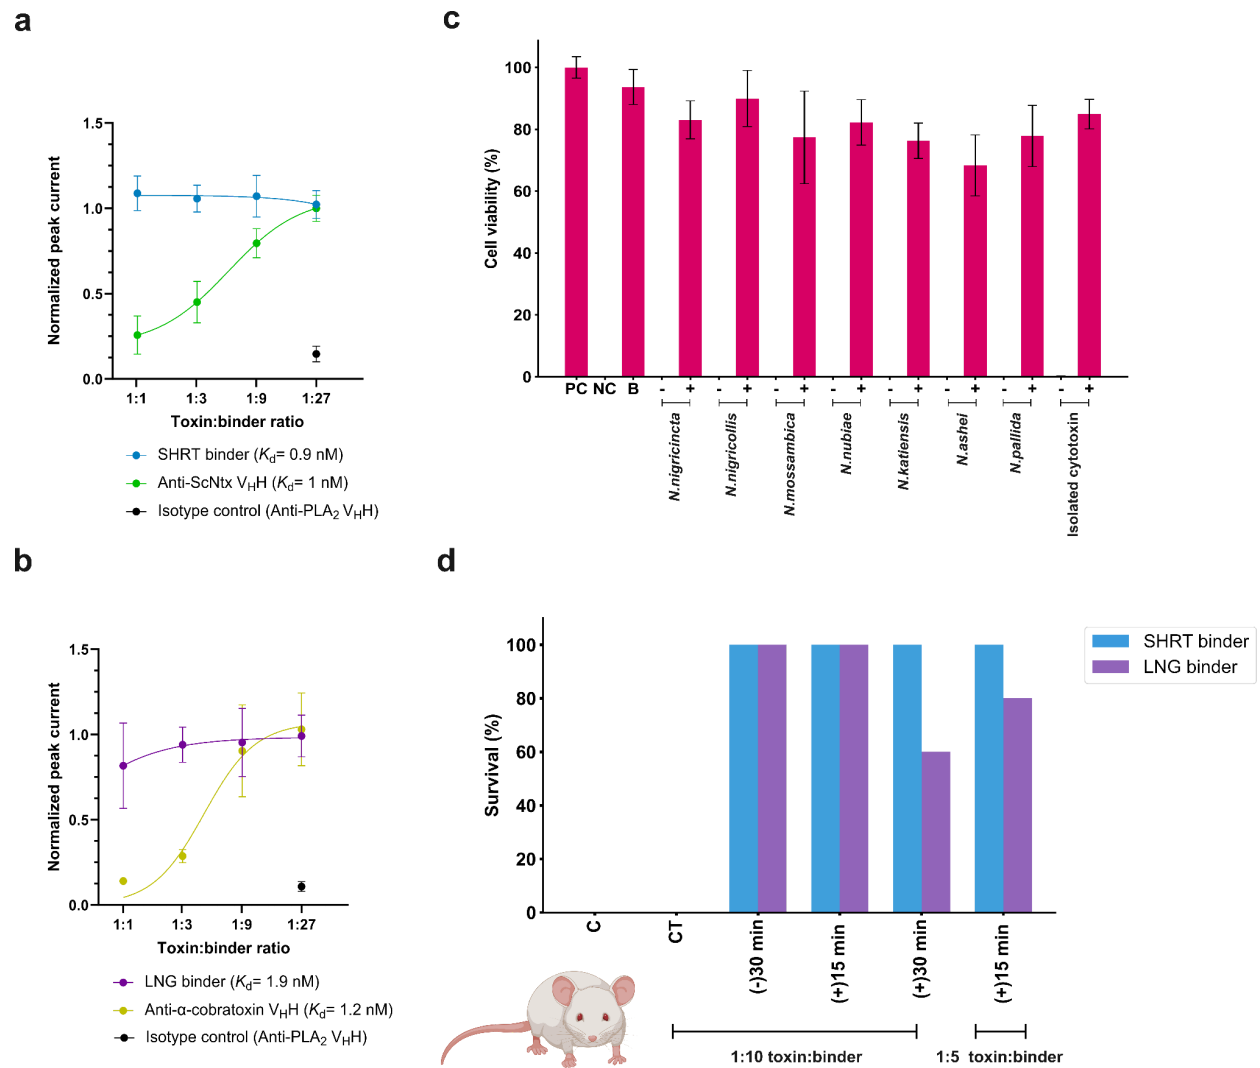 a
1.5
1.0
0.5
0.0
Normalized peak current
1:1 1:3 1:9 1:27
Toxin:binder ratio
SHRT binder (Kd= 0.9 nM)
Anti-ScNtx VHH (Kd= 1 nM)
Isotype control (Anti-PLA2 VHH)
b
1.5
1.0
0.5
0.0
Normalized peak current
1:1 1:3 1:9 1:27
Toxin:binder ratio
LNG binder (Kd= 1.9 nM)
Anti-α-cobratoxin VHH (Kd= 1.2 nM)
Isotype control (Anti-PLA2 VHH)
c
100
80
60
40
20
0
Cell viability (%)
PC NC B - + - + - + - + - + - + - + - +
N.nigricincta
N.nigricollis
N.mossambica
N.nubiae
N.katiensis
N.ashei
N.pallida
Isolated cytotoxin
d
100
80
60
40
20
0
Survival (%)
C
CT
(-)30 min
(+)15 min
(+)30 min
(+)15 min
1:10 toxin:binder
1:5 toxin:binder
SHRT binder
LNG binder